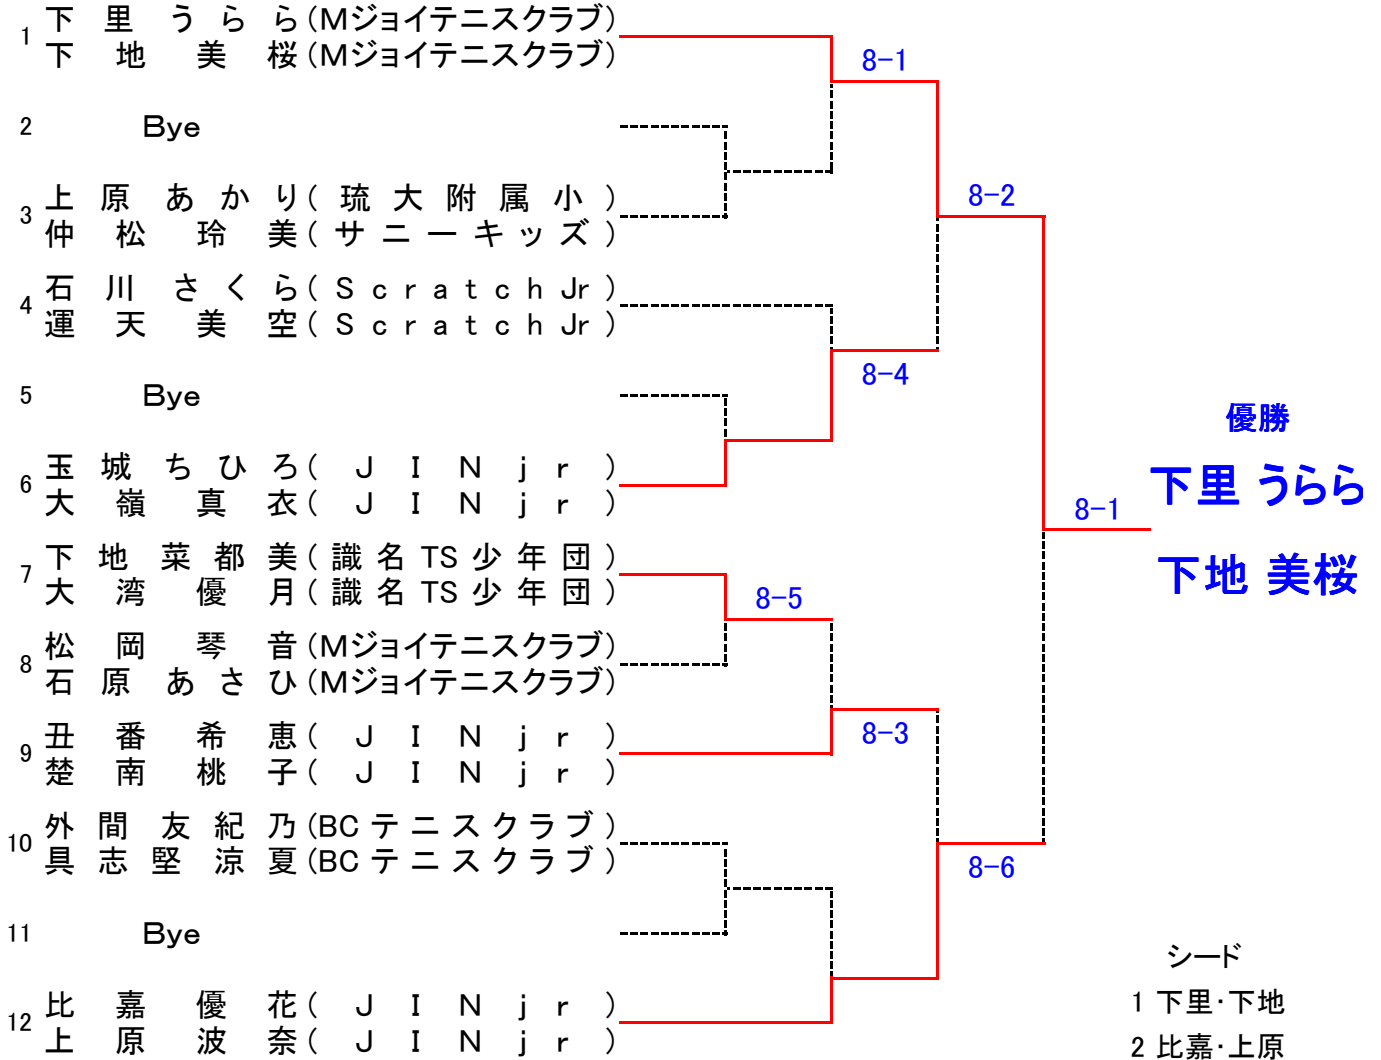 1 下里うらら(Mジョイテニスクラブ)
下地美桜(Mジョイテニスクラブ)
8-1
2 Bye
3 上原あかり(琉大附属小)
仲松玲美(サニーキッズ)
8-2
4 石川さくら(ScratchJr)
運天美空(ScratchJr)
8-4
5 Bye
6 玉城ちひろ(JINjr)
大嶺真衣(JINjr)
優勝
下里 うらら
8-1
下地 美桜
7 下地菜都美(識名TS少年団)
大湾優月(識名TS少年団)
8-5
8 松岡琴音(Mジョイテニスクラブ)
石原あさひ(Mジョイテニスクラブ)
9 丑番希恵(JINjr)
楚南桃子(JINjr)
8-3
10 外間友紀乃(BCテニスクラブ)
具志堅涼夏(BCテニスクラブ)
8-6
11 Bye
12 比嘉優花(JINjr)
上原波奈(JINjr)
シード
1 下里・下地
2 比嘉・上原